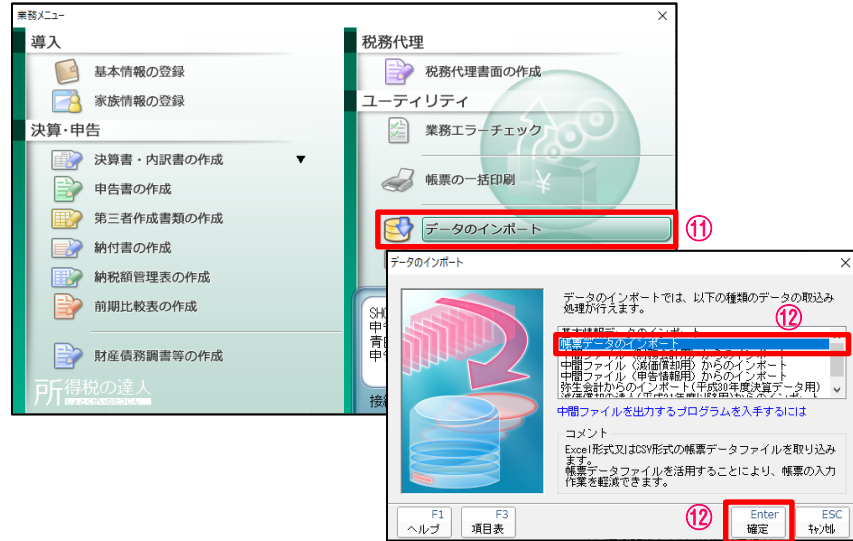 業務メニュー
×
導入
基本情報の登録
家族情報の登録
決算・申告
決算書・内訳書の作成
▼
申告書の作成
第三者作成書類の作成
納付書の作成
納税額管理表の作成
前期比較表の作成
財産債務調書等の作成
所得税の達人
税務代理
税務代理書面の作成
ユーティリティ
業務エラーチェック
帳票の一括印刷
データのインポート
⑪
データのインポート
×
データのインポートでは、以下の種類のデータの取込み
処理が行えます。
⑫
基本情報データのインポート
帳票データのインポート
中間ファイル（減価償却用）からのインポート
中間ファイル（申告情報用）からのインポート
弥生会計からのインポート(平成30年度決算データ用)
中間ファイルを出力するプログラムを入手するには
コメント
Excel形式又はCSV形式の帳票データファイルを取り込み
ます。
帳票データファイルを活用することにより、帳票の入力
作業を軽減できます。
F1
ヘルプ
F3
項目表
⑫
Enter
確定
ESC
ｷｬﾝｾﾙ